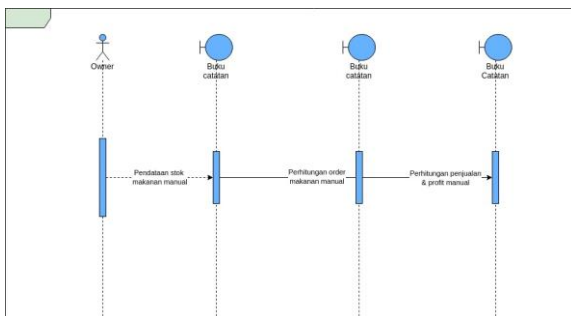 Owner
Buku
catatan
Buku
catatan
Buku
Catatan
Pendataan stok
makanan manual
Perhitungan order
makanan manual
Perhitungan penjualan
& profit manual